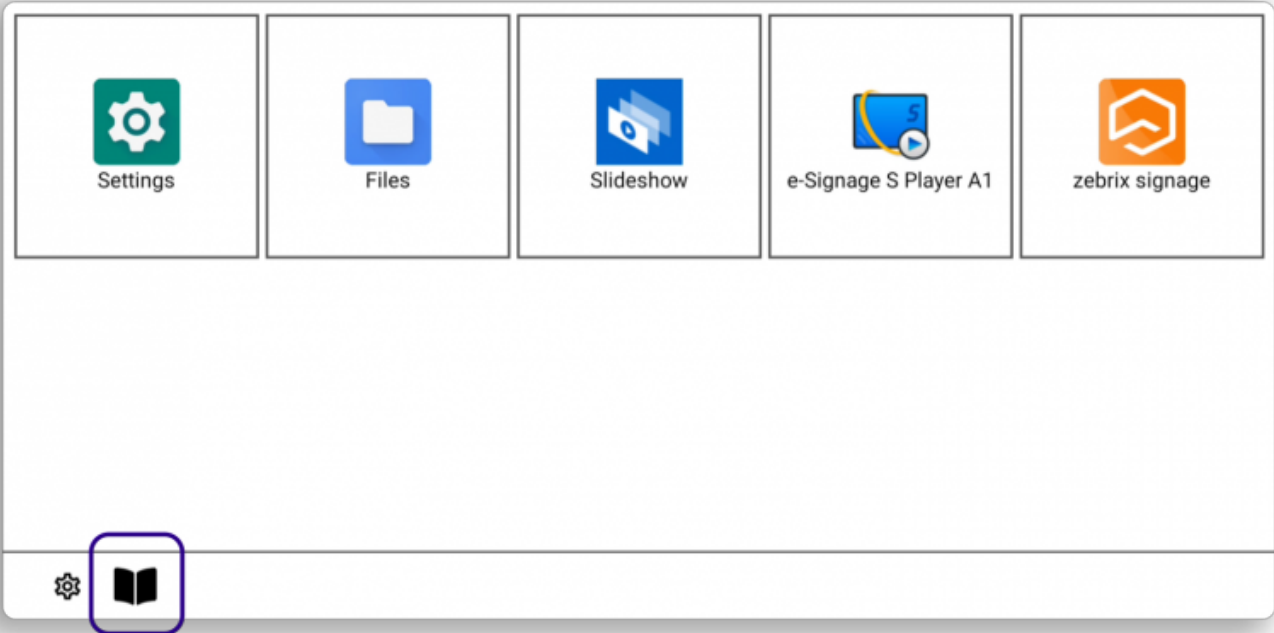 Settings
Files
Slideshow
S
e-Signage S Player A1
zebrix signage